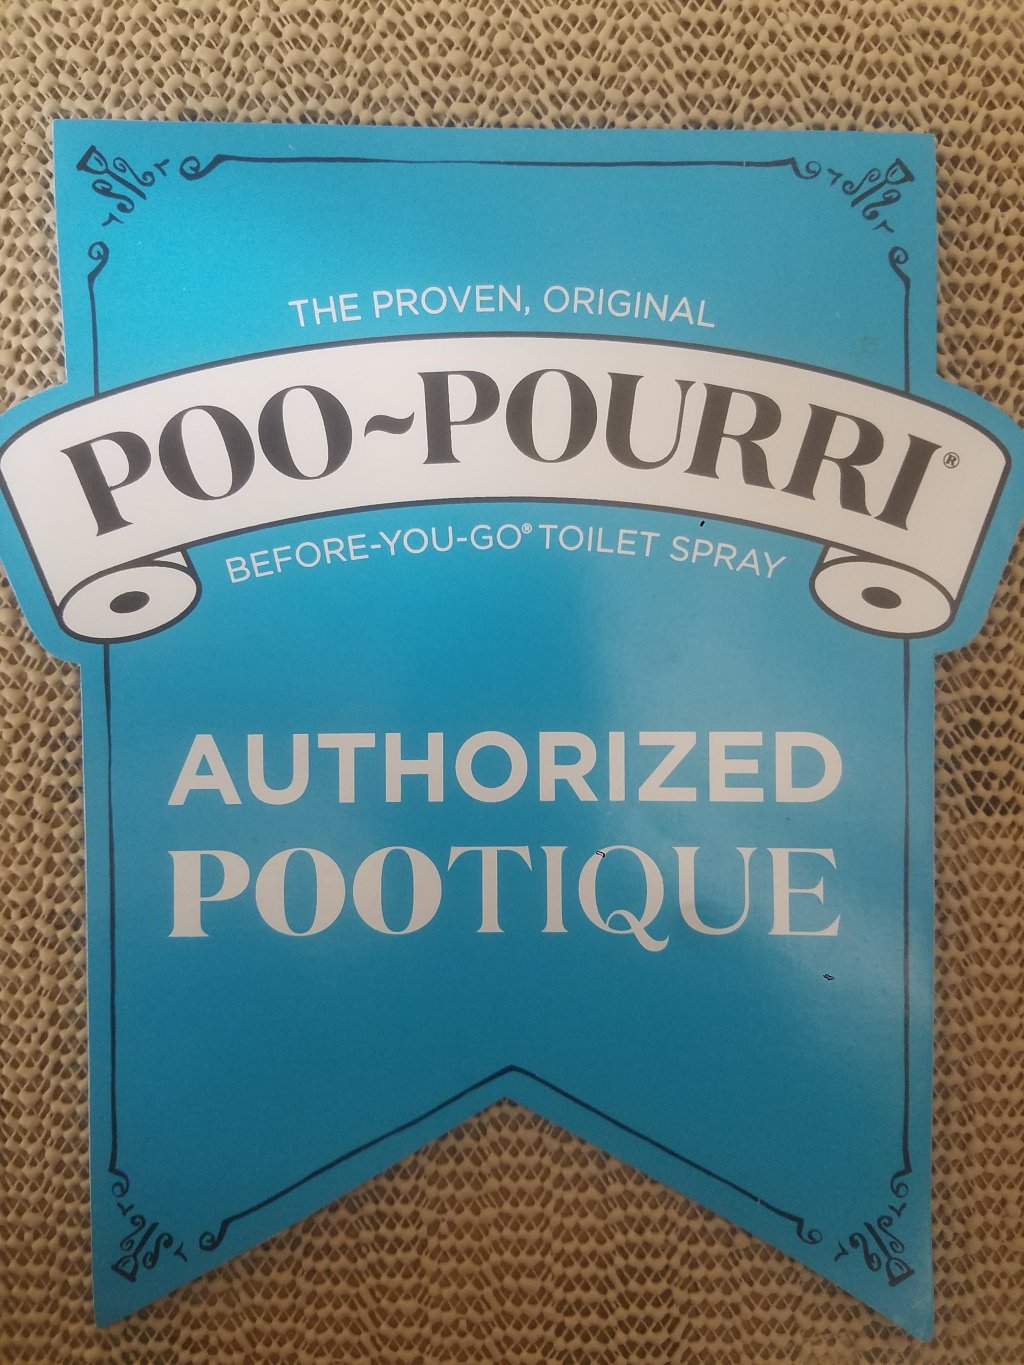 THE PROVEN, ORIGINAL
POO~POURRI®
BEFORE-YOU-GO® TOILET SPRAY
AUTHORIZED
POOTIQUE